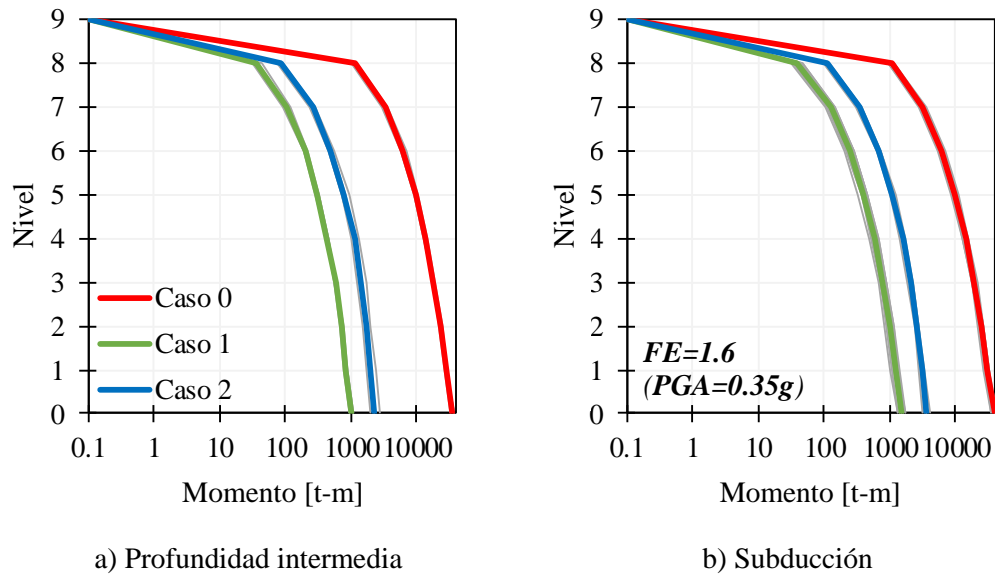 9
8
7
6
5
4
3
2
1
0
Nivel
Caso 0
Caso 1
Caso 2
0.1 1 10 100 1000 10000
Momento [t-m]
a) Profundidad intermedia
9
8
7
6
5
4
3
2
1
0
Nivel
FE=1.6
(PGA=0.35g)
0.1 1 10 100 1000 10000
Momento [t-m]
b) Subducción